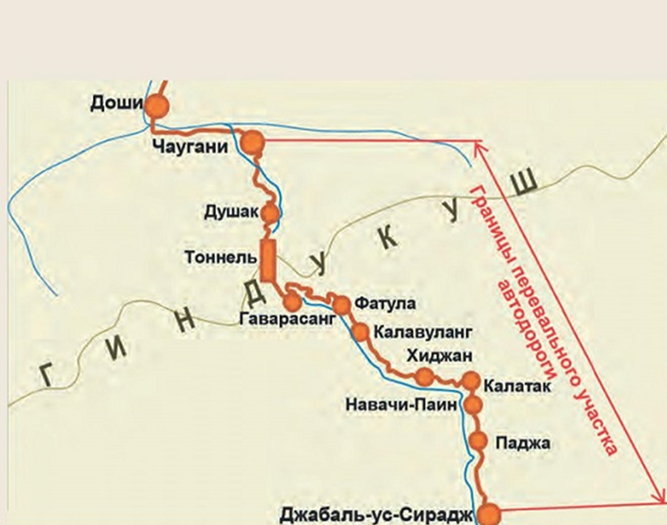 Доши
Чаугани
Душак
Тоннель
Гаварасанг
Фатула
Калавуланг
Хиджан
Калатак
Навачи-Паин
Паджа
Джабаль-ус-Сирадж
ГИНДУКУШ
Границы перевального участка
автодороги